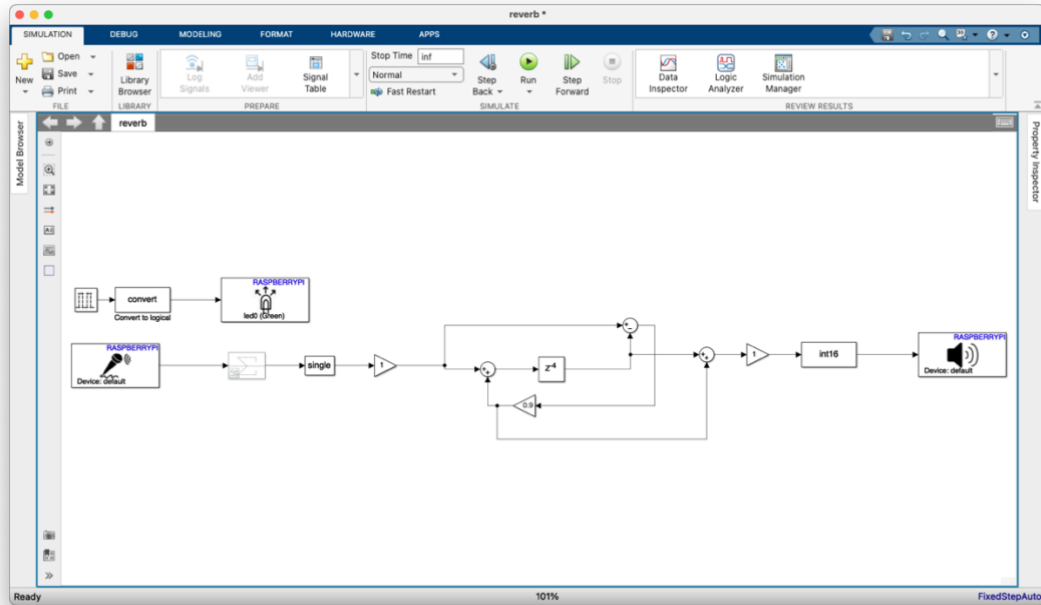 reverb *
SIMULATION DEBUG MODELING FORMAT HARDWARE APPS
New
Open
Save
Print
FILE
Library Browser
LIBRARY
Log Signals
Add Viewer
Signal Table
PREPARE
Stop Time inf
Normal
Fast Restart
Step Back
Run
Step Forward
Stop
SIMULATE
Data Inspector
Logic Analyzer
Simulation Manager
REVIEW RESULTS
Model Browser
reverb
Property Inspector
RASPBERRYPI
convert
Convert to logical
led0 (Green)
RASPBERRYPI
Device: default
single
1
z-4
0.9
1
int16
RASPBERRYPI
Device: default
Ready 101% FixedStepAuto